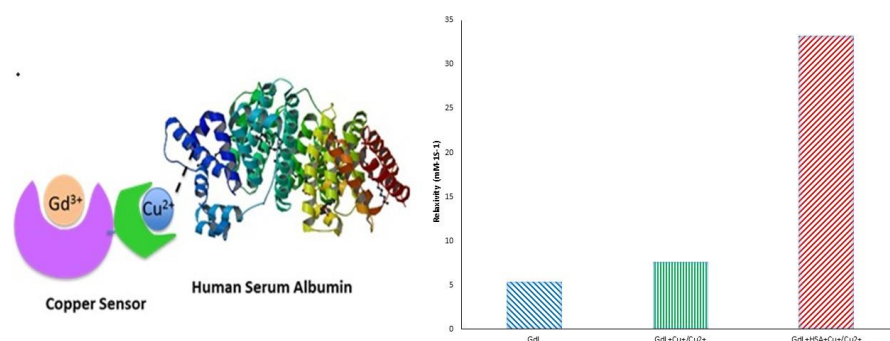 Gd3+
Cu2+
Copper Sensor
Human Serum Albumin
Relaxivity (mM-1S-1)
35
30
25
20
15
10
5
0
GdL
GdL+Cu+/Cu2+
GdL+HSA+Cu+/Cu2+